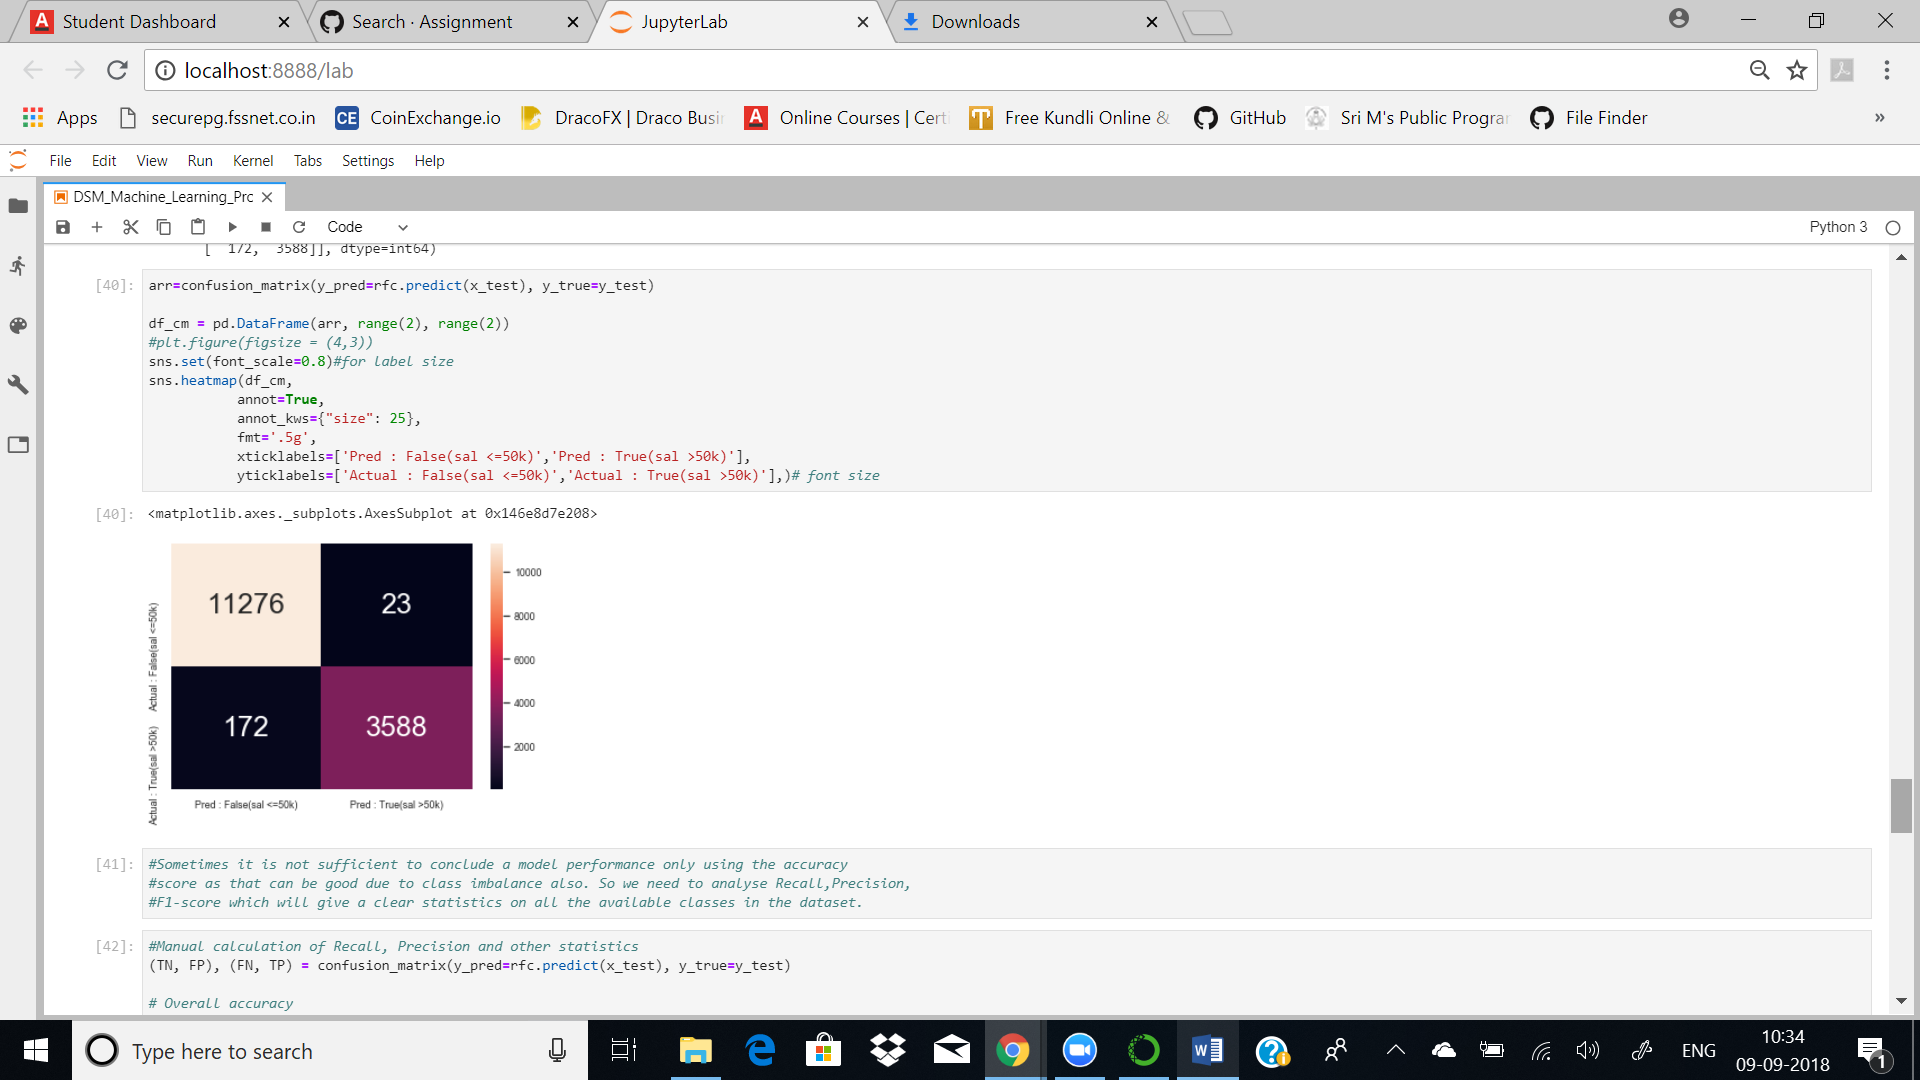 Student Dashboard
Search · Assignment
JupyterLab
Downloads
localhost:8888/lab
Apps
securepg.fssnet.co.in
CE
CoinExchange.io
DracoFX | Draco Busi
Online Courses | Cert
Free Kundli Online &
GitHub
Sri M's Public Progra
File Finder
»
File Edit View Run Kernel Tabs Settings Help
DSM_Machine_Learning_Prc
Code
Python 3
[ 172, 3588]], dtype=int64)
[40]:
arr=confusion_matrix(y_pred=rfc.predict(x_test), y_true=y_test)
df_cm = pd.DataFrame(arr, range(2), range(2))
#plt.figure(figsize = (4,3))
sns.set(font_scale=0.8)#for label size
sns.heatmap(df_cm,
annot=True,
annot_kws={"size": 25},
fmt='.5g',
xticklabels=['Pred : False(sal <=50k)','Pred : True(sal >50k)'],
yticklabels=['Actual : False(sal <=50k)','Actual : True(sal >50k)'],)# font size
[40]: <matplotlib.axes._subplots.AxesSubplot at 0x146e8d7e208>
Actual : False(sal <=50k)
Actual : True(sal >50k)
11276 23
172 3588
10000
8000
6000
4000
2000
Pred : False(sal <=50k) Pred : True(sal >50k)
[41]:
#Sometimes it is not sufficient to conclude a model performance only using the accuracy
#score as that can be good due to class imbalance also. So we need to analyse Recall,Precision,
#F1-score which will give a clear statistics on all the available classes in the dataset.
[42]:
#Manual calculation of Recall, Precision and other statistics
(TN, FP), (FN, TP) = confusion_matrix(y_pred=rfc.predict(x_test), y_true=y_test)
# Overall accuracy
Type here to search
ENG
10:34
09-09-2018
1